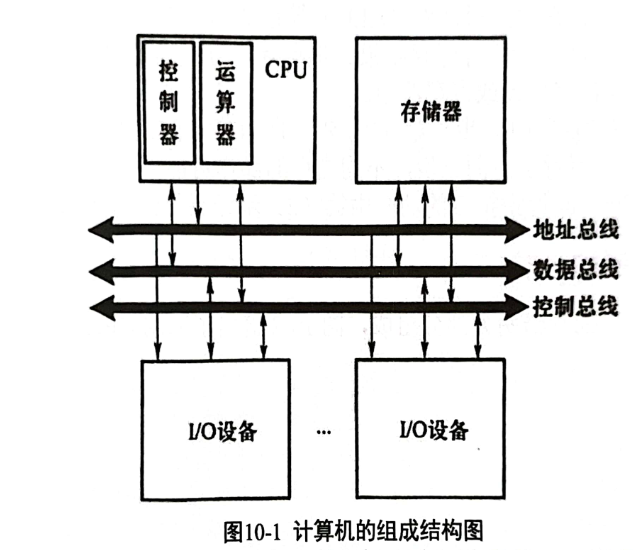 控制器
运算器
CPU
存储器
地址总线
数据总线
控制总线
I/O设备
...
I/O设备
图10-1 计算机的组成结构图